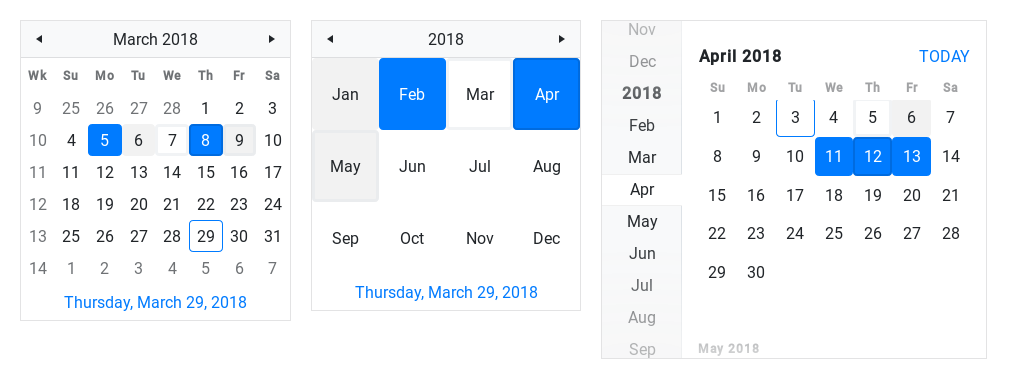 March 2018
Wk Su Mo Tu We Th Fr Sa
9 25 26 27 28 1 2 3
10 4 5 6 7 8 9 10
11 11 12 13 14 15 16 17
12 18 19 20 21 22 23 24
13 25 26 27 28 29 30 31
14 1 2 3 4 5 6 7
Thursday, March 29, 2018
2018
Jan Feb Mar Apr
May Jun Jul Aug
Sep Oct Nov Dec
Thursday, March 29, 2018
Nov
Dec
2018
Feb
Mar
Apr
May
Jun
Jul
Aug
Sep
April 2018 TODAY
Su Mo Tu We Th Fr Sa
1 2 3 4 5 6 7
8 9 10 11 12 13 14
15 16 17 18 19 20 21
22 23 24 25 26 27 28
29 30
May 2018